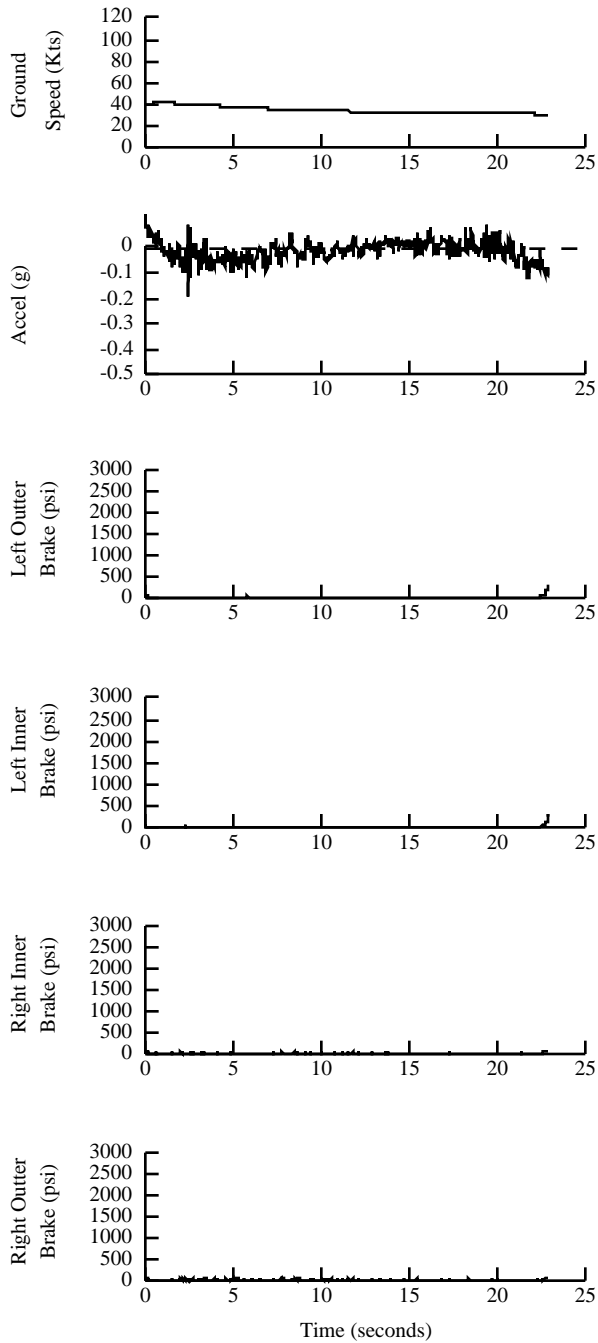 Ground
Speed (Kts)
120
100
80
60
40
20
0
0 5 10 15 20 25
Accel (g)
0
-0.1
-0.2
-0.3
-0.4
-0.5
0 5 10 15 20 25
Left Outter
Brake (psi)
3000
2500
2000
1500
1000
500
0
0 5 10 15 20 25
Left Inner
Brake (psi)
3000
2500
2000
1500
1000
500
0
0 5 10 15 20 25
Right Inner
Brake (psi)
3000
2500
2000
1500
1000
500
0
0 5 10 15 20 25
Right Outter
Brake (psi)
3000
2500
2000
1500
1000
500
0
0 5 10 15 20 25
Time (seconds)